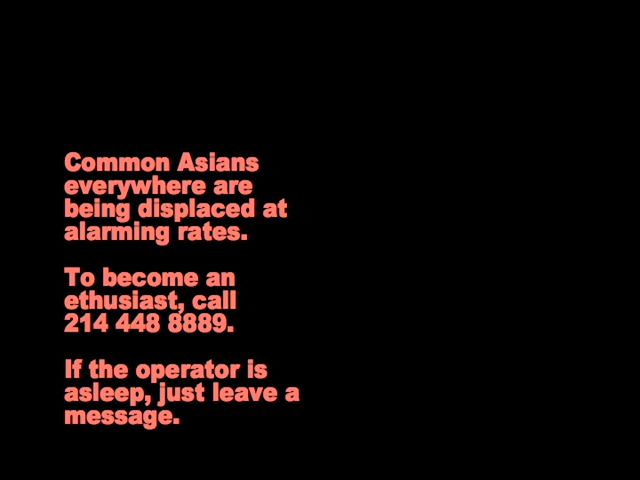 Common Asians
everywhere are
being displaced at
alarming rates.
To become an
ethusiast, call
214 448 8889.
If the operator is
asleep, just leave a
message.